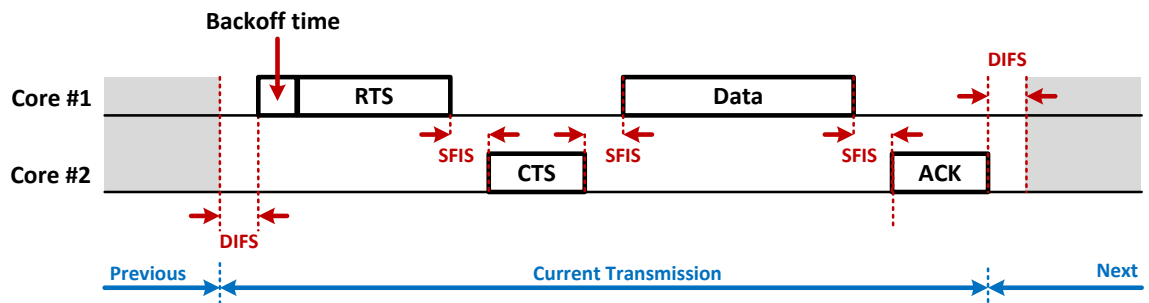 Backoff time
DIFS
Core #1
RTS
Data
SFIS
SFIS
SFIS
Core #2
CTS
ACK
DIFS
Previous
Current Transmission
Next